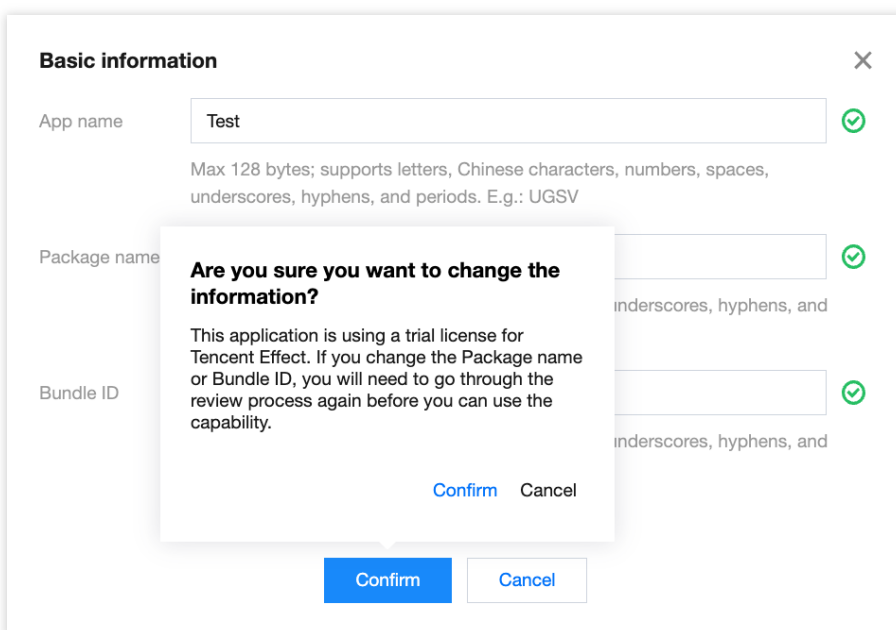 Basic information
App name
Test
Max 128 bytes; supports letters, Chinese characters, numbers, spaces,
underscores, hyphens, and periods. E.g.: UGSV
Package name
underscores, hyphens, and
Are you sure you want to change the
information?
This application is using a trial license for
Tencent Effect. If you change the Package name
or Bundle ID, you will need to go through the
review process again before you can use the
capability.
Confirm Cancel
Bundle ID
underscores, hyphens, and
Confirm Cancel